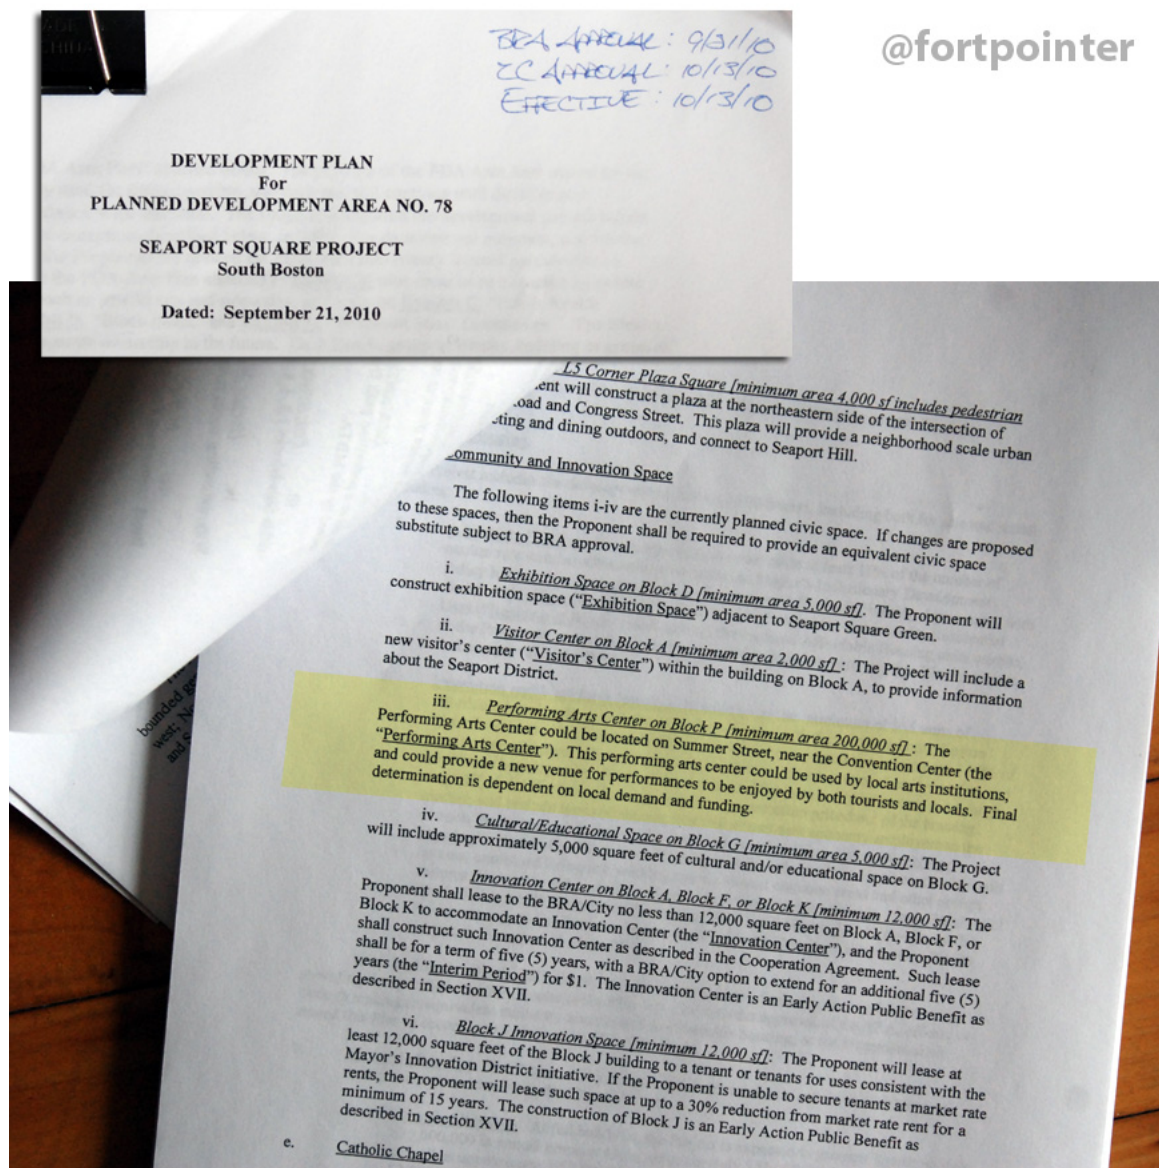 BRA APPROVAL: 9/21/10
ZC APPROVAL: 10/13/10
EFFECTIVE: 10/13/10
@fortpointer
DEVELOPMENT PLAN
For
PLANNED DEVELOPMENT AREA NO. 78
SEAPORT SQUARE PROJECT
South Boston
Dated: September 21, 2010
L5 Corner Plaza Square [minimum area 4,000 sf includes pedestrian
will construct a plaza at the northeastern side of the intersection of
and Congress Street. This plaza will provide a neighborhood scale urban
and dining outdoors, and connect to Seaport Hill.
ommunity and Innovation Space
The following items i-iv are the currently planned civic space. If changes are proposed
to these spaces, then the Proponent shall be required to provide an equivalent civic space
substitute subject to BRA approval.
i. Exhibition Space on Block D [minimum area 5,000 sf]. The Proponent will
construct exhibition space (“Exhibition Space”) adjacent to Seaport Square Green.
ii. Visitor Center on Block A [minimum area 2,000 sf]: The Project will include a
new visitor’s center (“Visitor’s Center”) within the building on Block A, to provide information
about the Seaport District.
iii. Performing Arts Center on Block P [minimum area 200,000 sf]: The
Performing Arts Center could be located on Summer Street, near the Convention Center (the
“Performing Arts Center”). This performing arts center could be used by local arts institutions,
and could provide a new venue for performances to be enjoyed by both tourists and locals. Final
determination is dependent on local demand and funding.
iv. Cultural/Educational Space on Block G [minimum area 5,000 sf]: The Project
will include approximately 5,000 square feet of cultural and/or educational space on Block G.
v. Innovation Center on Block A, Block F, or Block K [minimum 12,000 sf]: The
Proponent shall lease to the BRA/City no less than 12,000 square feet on Block A, Block F, or
Block K to accommodate an Innovation Center (the “Innovation Center”), and the Proponent
shall construct such Innovation Center as described in the Cooperation Agreement. Such lease
shall be for a term of five (5) years, with a BRA/City option to extend for an additional five (5)
years (the “Interim Period”) for $1. The Innovation Center is an Early Action Public Benefit as
described in Section XVII.
vi. Block J Innovation Space [minimum 12,000 sf]: The Proponent will lease at
least 12,000 square feet of the Block J building to a tenant or tenants for uses consistent with the
Mayor’s Innovation District initiative. If the Proponent is unable to secure tenants at market rate
rents, the Proponent will lease such space at up to a 30% reduction from market rate rent for a
minimum of 15 years. The construction of Block J is an Early Action Public Benefit as
described in Section XVII.
e. Catholic Chapel
bounded
west;
and